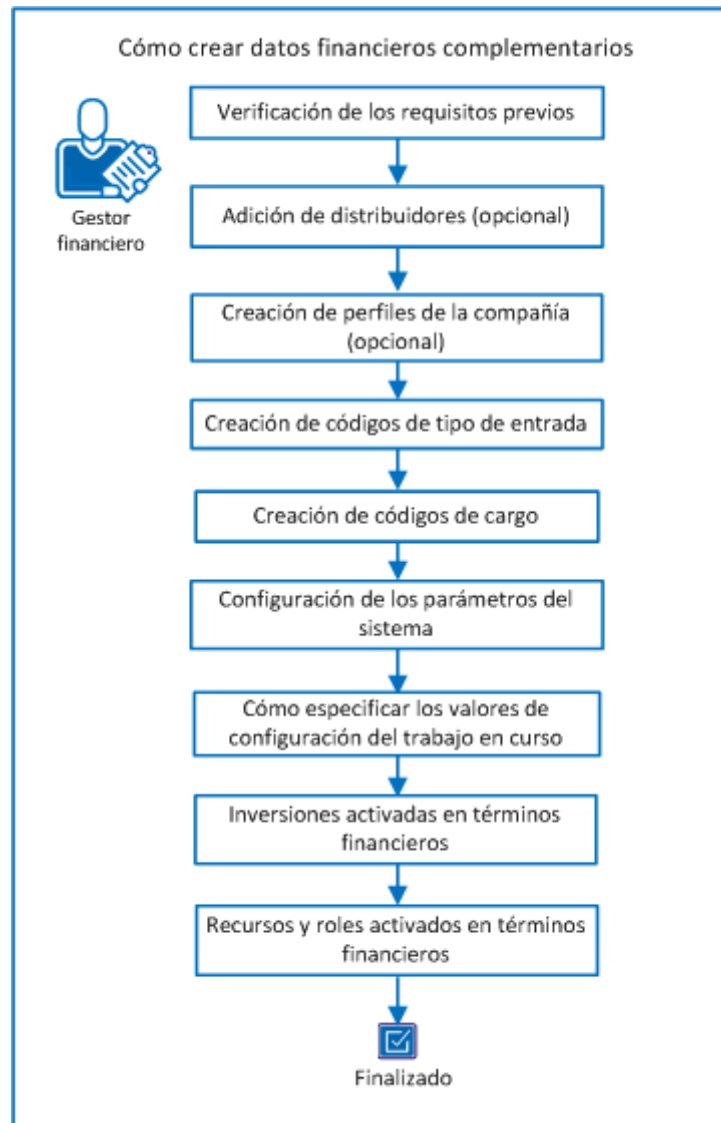 Cómo crear datos financieros complementarios
Gestor
financiero
Verificación de los requisitos previos
Adición de distribuidores (opcional)
Creación de perfiles de la compañía
(opcional)
Creación de códigos de tipo de entrada
Creación de códigos de cargo
Configuración de los parámetros del
sistema
Cómo especificar los valores de
configuración del trabajo en curso
Inversiones activadas en términos
financieros
Recursos y roles activados en términos
financieros
Finalizado